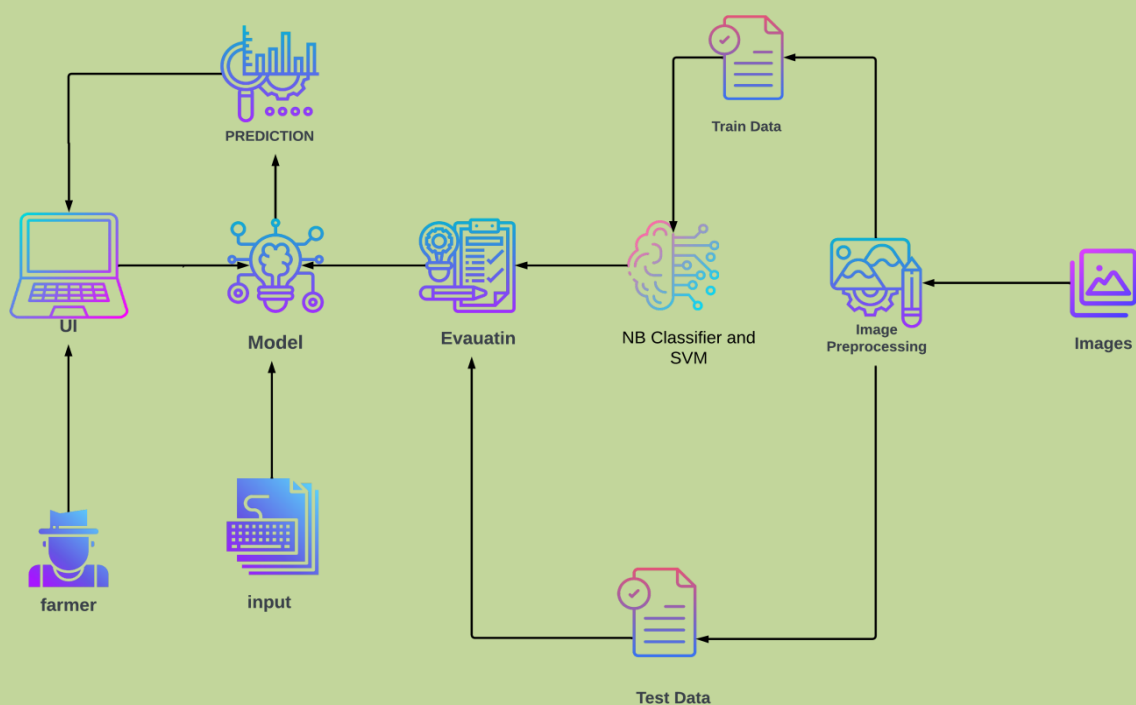 Train Data
PREDICTION
UI
Model
Evauatin
NB Classifier and
SVM
Image
Preprocessing
Images
farmer
input
Test Data